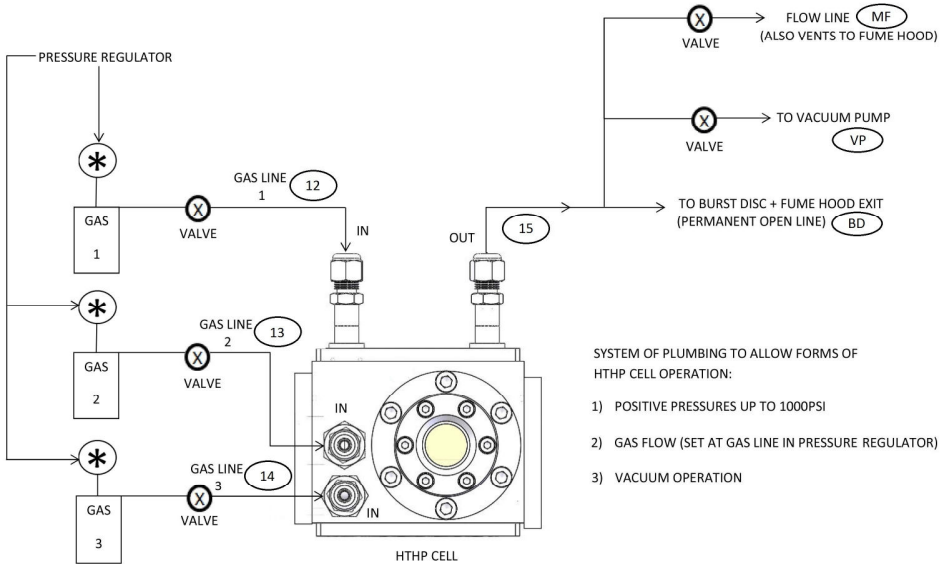 PRESSURE REGULATOR
*
GAS
1
X
VALVE
GAS LINE
1
12
IN
*
GAS
2
X
VALVE
GAS LINE
2
13
IN
*
GAS
3
X
VALVE
GAS LINE
3
14
IN
HTHP CELL
OUT
15
X
VALVE
FLOW LINE MF
(ALSO VENTS TO FUME HOOD)
X
VALVE
TO VACUUM PUMP
VP
TO BURST DISC + FUME HOOD EXIT
(PERMANENT OPEN LINE) BD
SYSTEM OF PLUMBING TO ALLOW FORMS OF
HTHP CELL OPERATION:
1) POSITIVE PRESSURES UP TO 1000PSI
2) GAS FLOW (SET AT GAS LINE IN PRESSURE REGULATOR)
3) VACUUM OPERATION